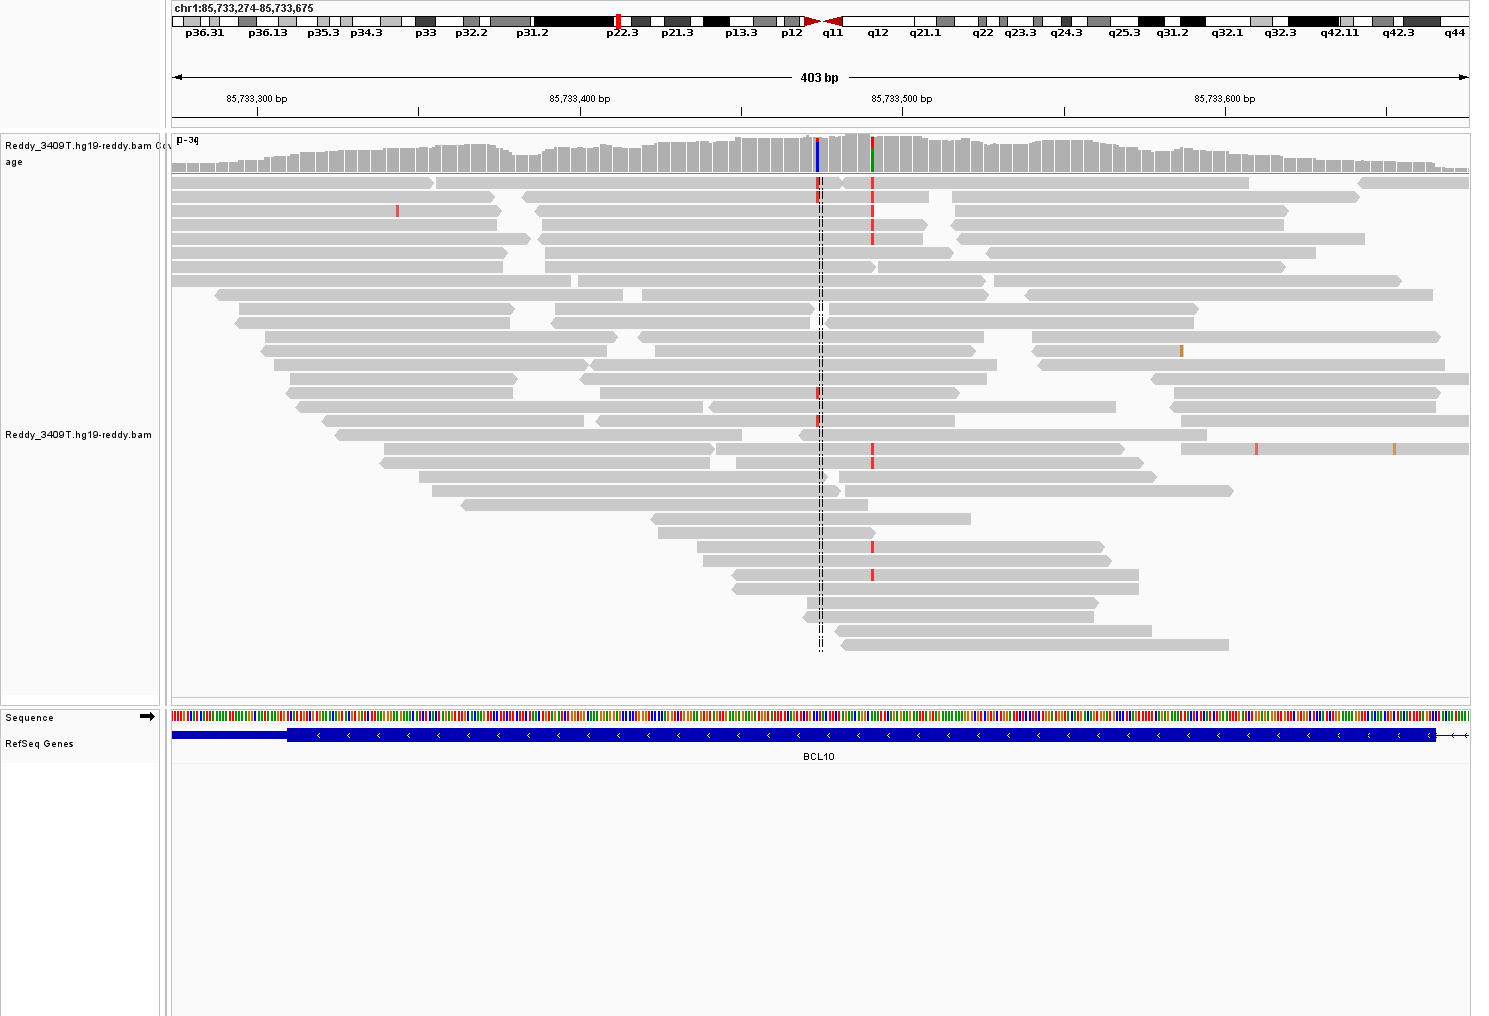 chr1:85,733,274-85,733,675
p36.31 p36.13 p35.3 p34.3 p33 p32.2 p31.2 p22.3 p21.3 p13.3 p12 q11 q12 q21.1 q22 q23.3 q24.3 q25.3 q31.2 q32.1 q32.3 q42.11 q42.3 q44
403 bp
85,733,300 bp 85,733,400 bp 85,733,500 bp 85,733,600 bp
Reddy_3409T.hg19-reddy.bam Cov
age
Reddy_3409T.hg19-reddy.bam
Sequence
RefSeq Genes
BCL10